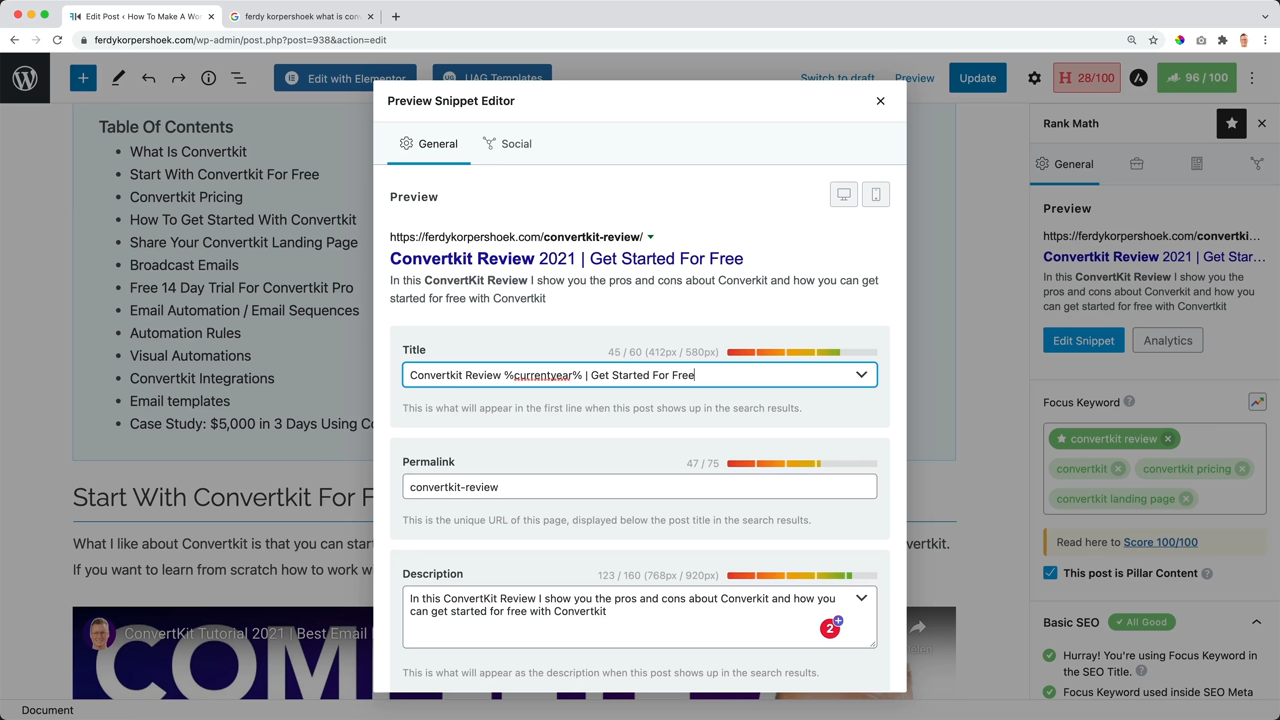 Edit Post ‹ How To Make A Wor
ferdy korpershoek what is con
ferdykorpershoek.com/wp-admin/post.php?post=938&action=edit
Edit with Elementor
UAG Templates
Switch to draft
Preview
Update
28/100
96 / 100
Table Of Contents
What Is Convertkit
Start With Convertkit For Free
Convertkit Pricing
How To Get Started With Convertkit
Share Your Convertkit Landing Page
Broadcast Emails
Free 14 Day Trial For Convertkit Pro
Email Automation / Email Sequences
Automation Rules
Visual Automations
Convertkit Integrations
Email templates
Case Study: $5,000 in 3 Days Using Co
Start With Convertkit For F
What I like about Convertkit is that you can star
vertkit.
If you want to learn from scratch how to work w
ConvertKit Tutorial 2021 | Best Email
COM
Document
Preview Snippet Editor
General
Social
Preview
https://ferdykorpershoek.com/convertkit-review/
Convertkit Review 2021 | Get Started For Free
In this ConvertKit Review I show you the pros and cons about Converkit and how you can get
started for free with Convertkit
Title
45 / 60 (412px / 580px)
Convertkit Review %currentyear% | Get Started For Free
This is what will appear in the first line when this post shows up in the search results.
Permalink
47 / 75
convertkit-review
This is the unique URL of this page, displayed below the post title in the search results.
Description
123 / 160 (768px / 920px)
In this ConvertKit Review I show you the pros and cons about Converkit and how you
can get started for free with Convertkit
2
This is what will appear as the description when this post shows up in the search results.
Rank Math
General
Preview
https://ferdykorpershoek.com/convertki...
Convertkit Review 2021 | Get Star...
In this ConvertKit Review I show you the
pros and cons about Converkit and how you
can get started for free with Convertkit
Edit Snippet
Analytics
Focus Keyword
convertkit review
convertkit
convertkit pricing
convertkit landing page
Read here to Score 100/100
This post is Pillar Content
Basic SEO
All Good
Hurray! You're using Focus Keyword in
the SEO Title.
Focus Keyword used inside SEO Meta